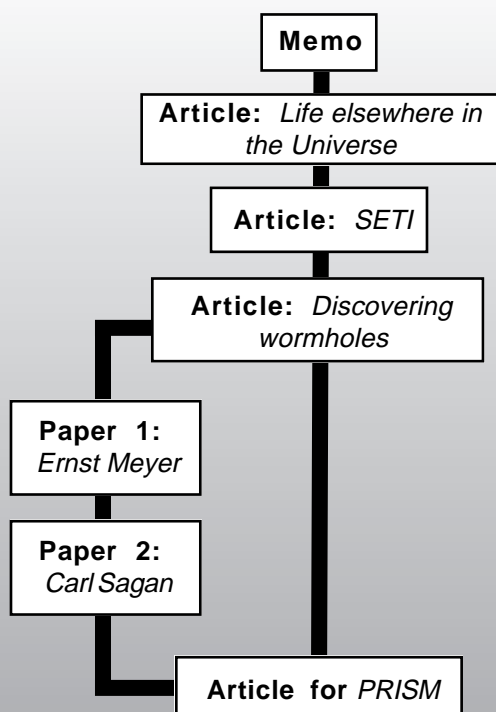 Memo
Article: Life elsewhere in
the Universe
Article: SETI
Article: Discovering
wormholes
Paper 1:
Ernst Meyer
Paper 2:
Carl Sagan
Article for PRISM